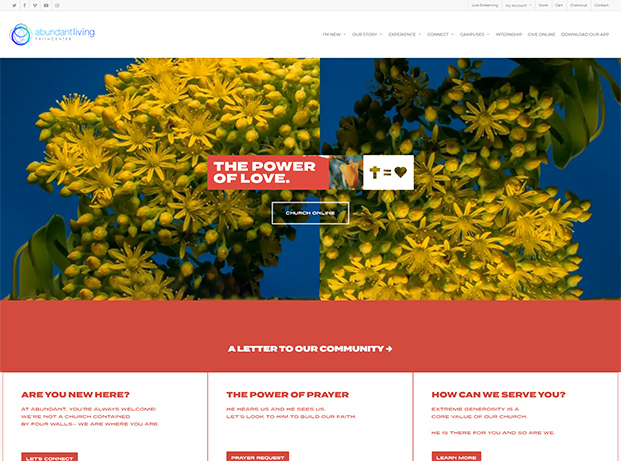 Live Streaming
My Account
Store
Cart
Checkout
Contact
abundantliving
FAITHCENTER
I'M NEW
OUR STORY
EXPERIENCE
CONNECT
CAMPUSES
INTERNSHIP
GIVE ONLINE
DOWNLOAD OUR APP
THE POWER
OF LOVE.
=
CHURCH ONLINE
A LETTER TO OUR COMMUNITY →
ARE YOU NEW HERE?
AT ABUNDANT, YOU'RE ALWAYS WELCOME!
WE'RE NOT A CHURCH CONTAINED
BY FOUR WALLS– WE ARE WHERE YOU ARE.
LET'S CONNECT
THE POWER OF PRAYER
HE HEARS US AND HE SEES US.
LET'S LOOK TO HIM TO BUILD OUR FAITH.
PRAYER REQUEST
HOW CAN WE SERVE YOU?
EXTREME GENEROSITY IS A
CORE VALUE OF OUR CHURCH.
HE IS THERE FOR YOU AND SO ARE WE.
LEARN MORE